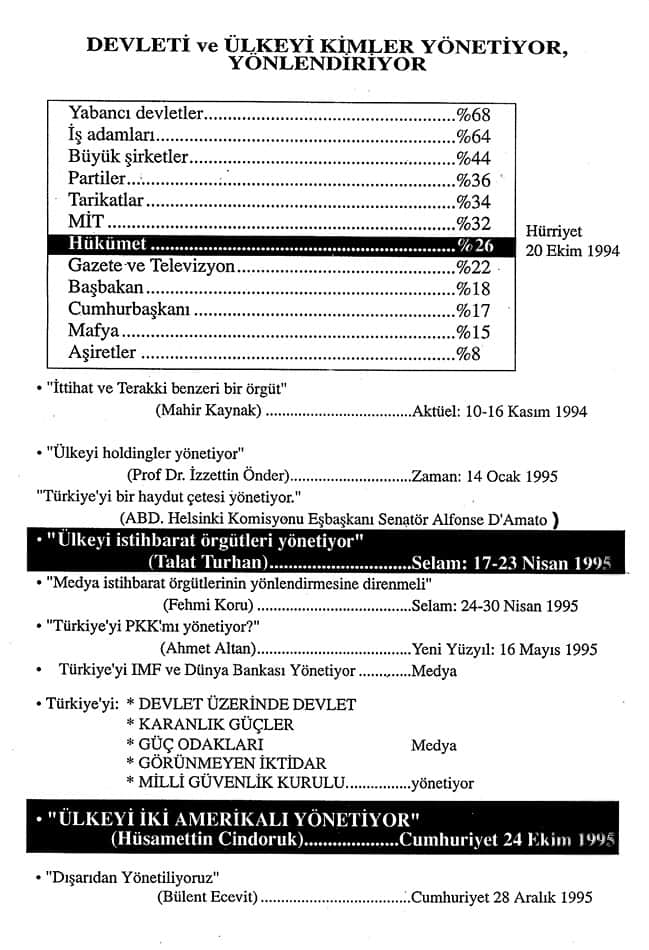 DEVLETİ ve ÜLKEYİ KİMLER YÖNETİYOR,
YÖNLENDİRİYOR
Yabancı devletler....................................................%68
İş adamları..............................................................%64
Büyük şirketler.......................................................%44
Partiler....................................................................%36
Tarikatlar................................................................%34
MİT........................................................................%32
Hükümet ................................................................%26
Gazete ve Televizyon.............................................%22
Başbakan................................................................%18
Cumhurbaşkanı ......................................................%17
Mafya.....................................................................%15
Aşiretler .................................................................%8
Hürriyet
20 Ekim 1994
• "İttihat ve Terakki benzeri bir örgüt"
(Mahir Kaynak) ..................................Aktüel: 10-16 Kasım 1994
• "Ülkeyi holdingler yönetiyor"
(Prof Dr. İzzettin Önder)............................Zaman: 14 Ocak 1995
"Türkiye'yi bir haydut çetesi yönetiyor."
(ABD. Helsinki Komisyonu Eşbaşkanı Senatör Alfonse D'Amato )
• "Ülkeyi istihbarat örgütleri yönetiyor"
(Talat Turhan)..............................Selam: 17-23 Nisan 1995
• "Medya istihbarat örgütlerinin yönlendirmesine direnmeli"
(Fehmi Koru) ....................................Selam: 24-30 Nisan 1995
• "Türkiye'yi PKK'mı yönetiyor?"
(Ahmet Altan)....................................Yeni Yüzyıl: 16 Mayıs 1995
• Türkiye'yi IMF ve Dünya Bankası Yönetiyor ............Medya
• Türkiye'yi: * DEVLET ÜZERİNDE DEVLET
* KARANLIK GÜÇLER
* GÜÇ ODAKLARI Medya
* GÖRÜNMEYEN İKTİDAR
* MİLLİ GÜVENLİK KURULU...............yönetiyor
• "ÜLKEYİ İKİ AMERİKALI YÖNETİYOR"
(Hüsamettin Cindoruk)....................Cumhuriyet 24 Ekim 1995
• "Dışarıdan Yönetiliyoruz"
(Bülent Ecevit) ...................................Cumhuriyet 28 Aralık 1995